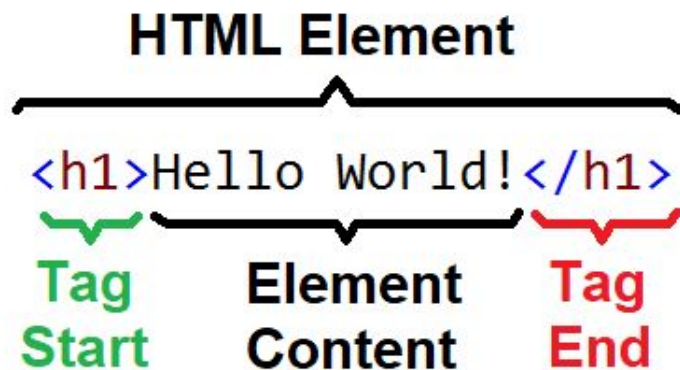 HTML Element
<h1>Hello World!</h1>
Tag Start
Element Content
Tag End